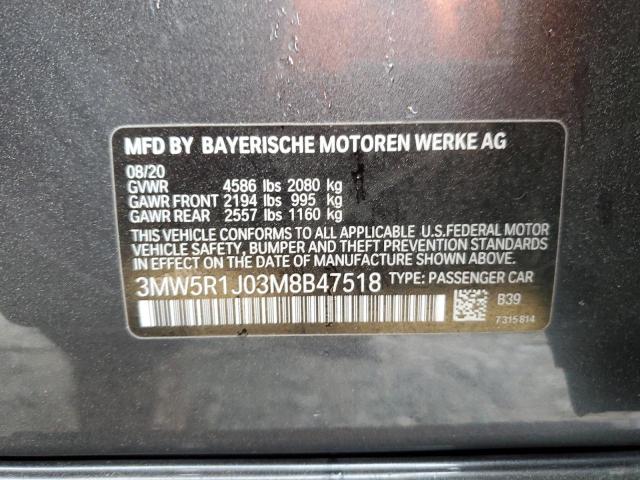 MFD BY BAYERISCHE MOTOREN WERKE AG
08/20
GVWR 4586 lbs 2080 kg
GAWR FRONT 2194 lbs 995 kg
GAWR REAR 2557 lbs 1160 kg
THIS VEHICLE CONFORMS TO ALL APPLICABLE U.S.FEDERAL MOTOR
VEHICLE SAFETY, BUMPER AND THEFT PREVENTION STANDARDS
IN EFFECT ON THE DATE OF MANUFACTURE SHOWN ABOVE.
3MW5R1J03M8B47518 TYPE: PASSENGER CAR
B39
7315814